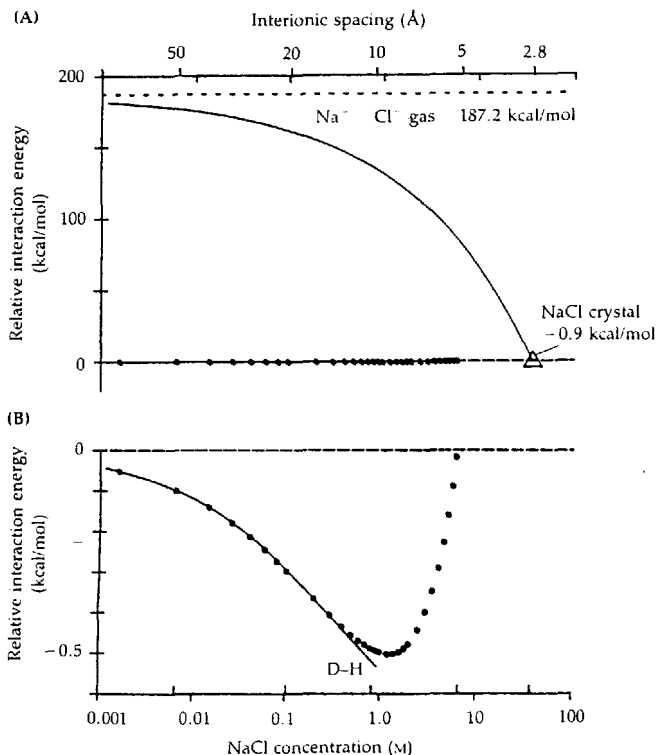 (A)
Interionic spacing (Å)
50 20 10 5 2.8
200
Na⁻ Cl⁻ gas 187.2 kcal/mol
Relative interaction energy
(kcal/mol)
100
NaCl crystal
−0.9 kcal/mol
0
(B)
0
Relative interaction energy
(kcal/mol)
−
−0.5
D–H
0.001 0.01 0.1 1.0 10 100
NaCl concentration (M)